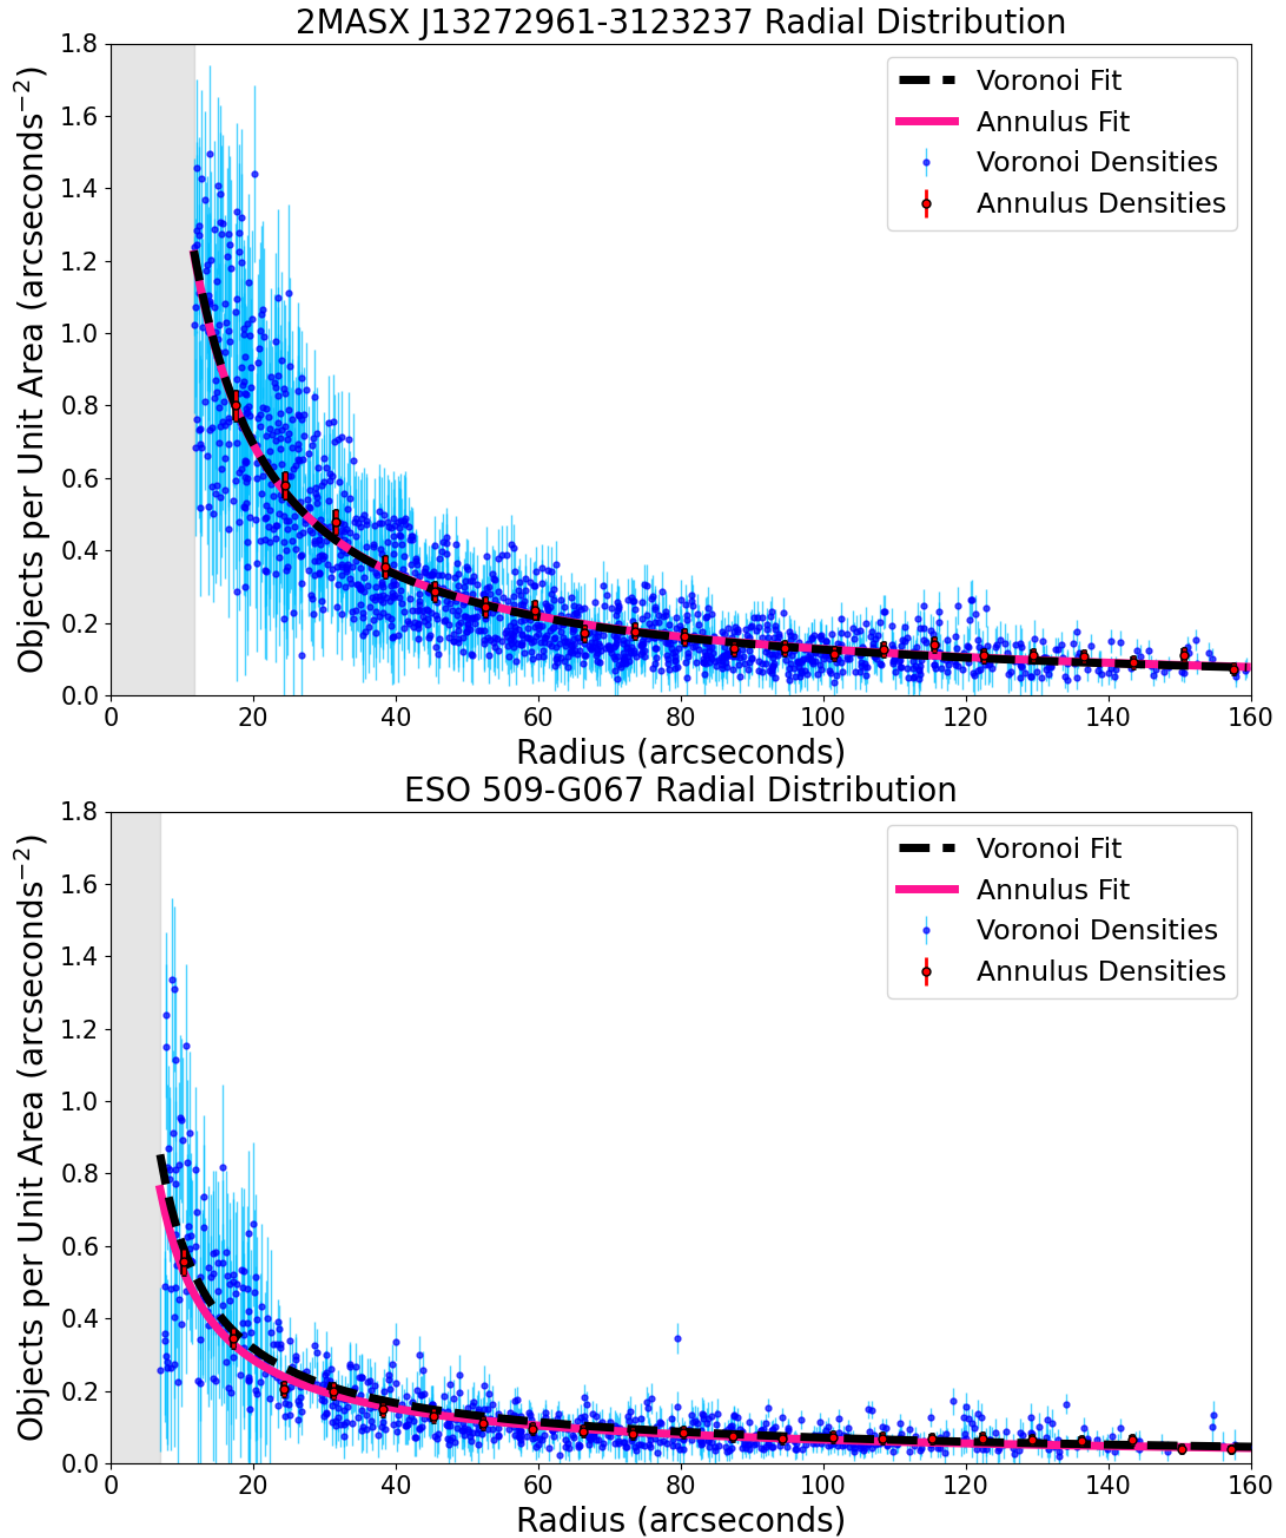 2MASX J13272961-3123237 Radial Distribution
Objects per Unit Area (arcseconds⁻²)
1.8
1.6
1.4
1.2
1.0
0.8
0.6
0.4
0.2
0.0
Voronoi Fit
Annulus Fit
Voronoi Densities
Annulus Densities
0 20 40 60 80 100 120 140 160
Radius (arcseconds)
ESO 509-G067 Radial Distribution
Objects per Unit Area (arcseconds⁻²)
1.8
1.6
1.4
1.2
1.0
0.8
0.6
0.4
0.2
0.0
Voronoi Fit
Annulus Fit
Voronoi Densities
Annulus Densities
0 20 40 60 80 100 120 140 160
Radius (arcseconds)